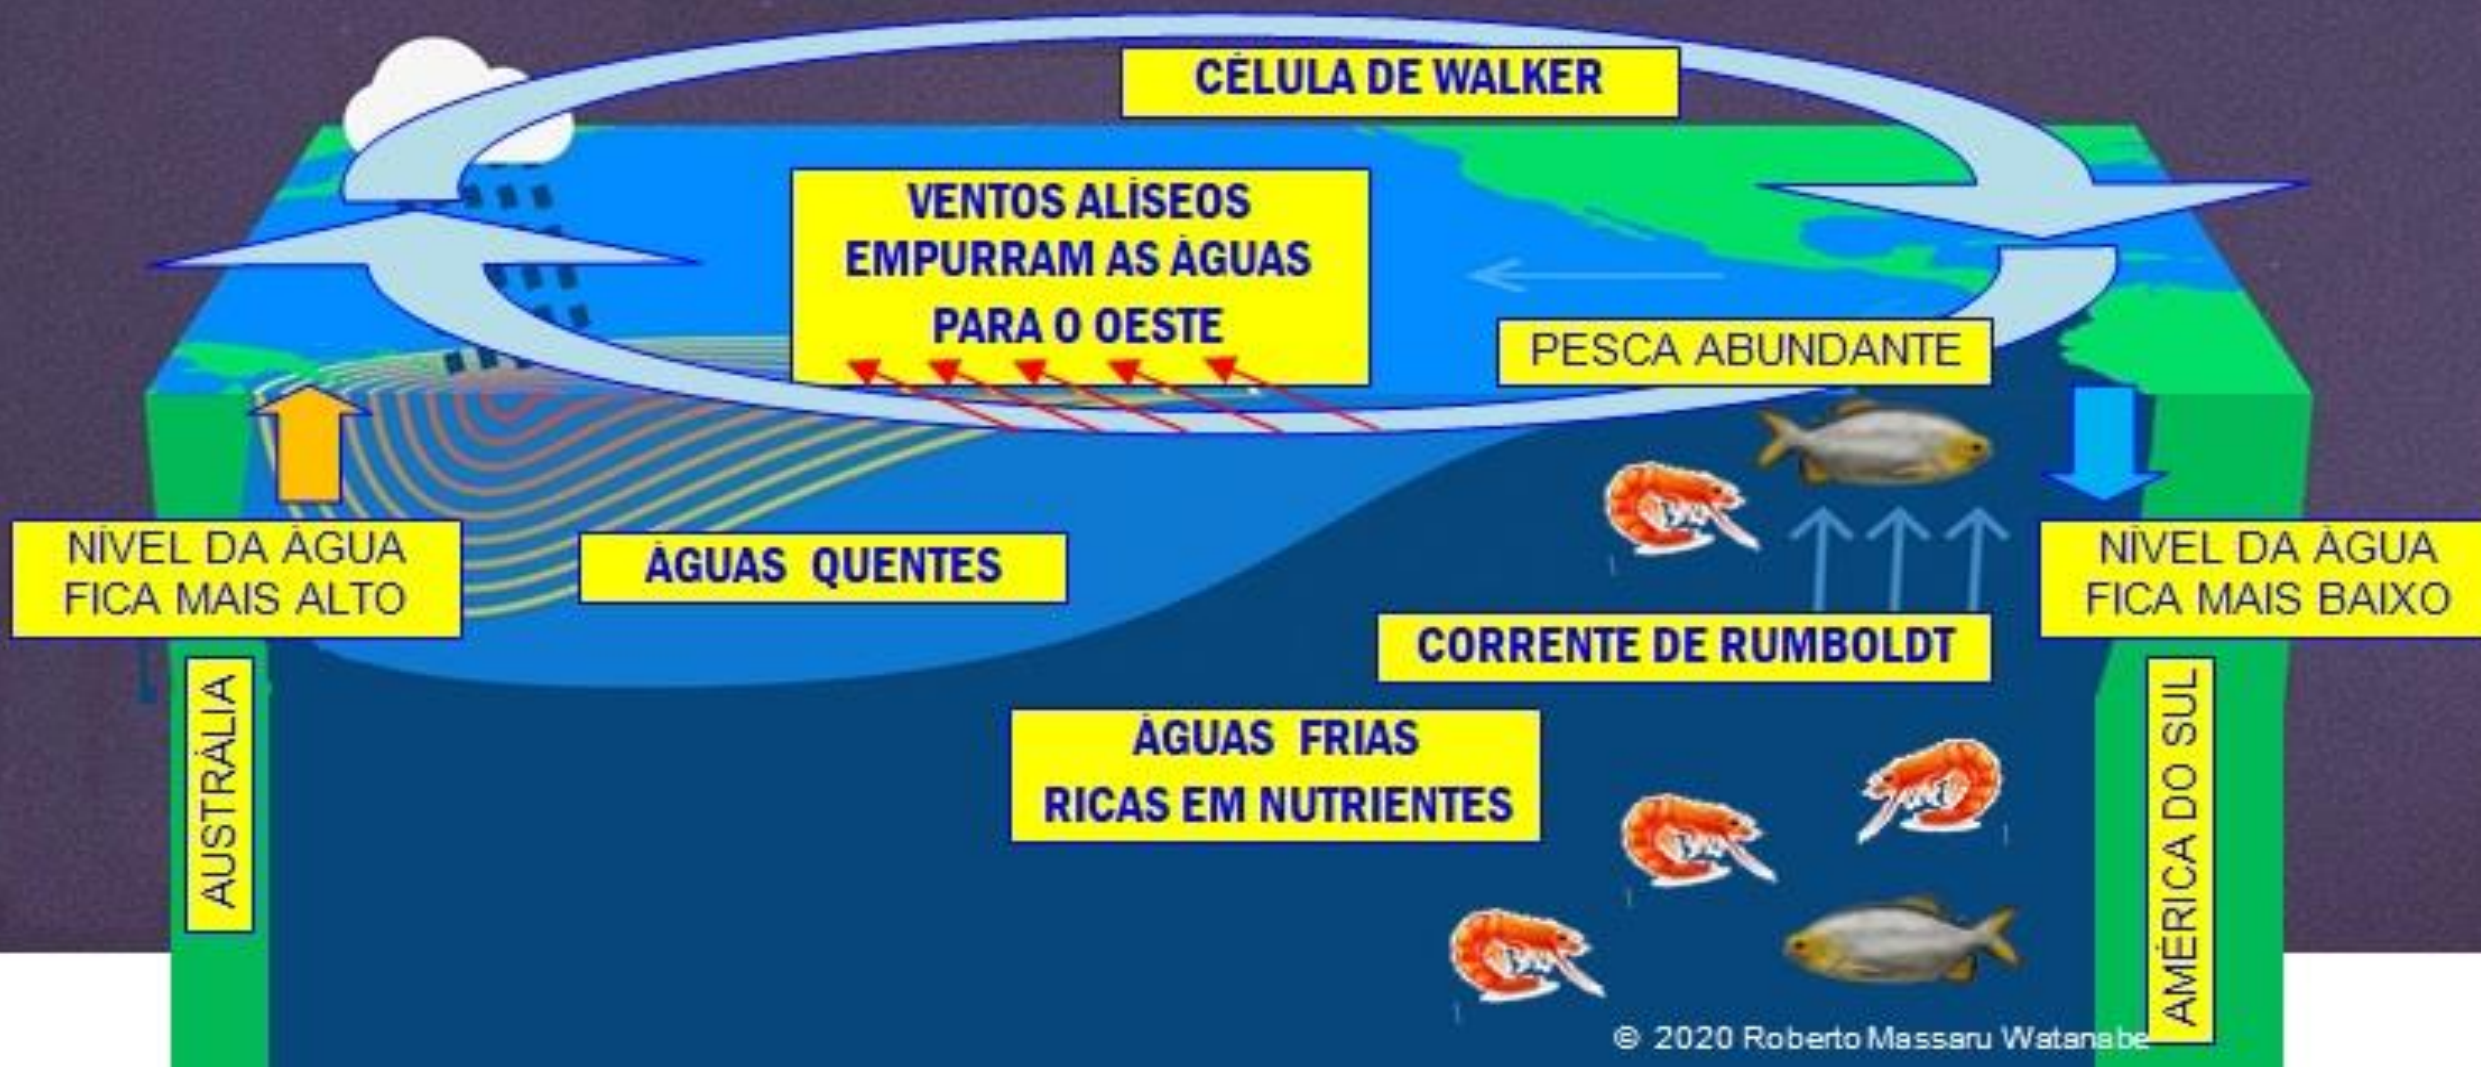 CÉLULA DE WALKER
VENTOS ALÍSEOS
EMPURRAM AS ÁGUAS
PARA O OESTE
PESCA ABUNDANTE
NÍVEL DA ÁGUA
FICA MAIS ALTO
ÁGUAS QUENTES
NÍVEL DA ÁGUA
FICA MAIS BAIXO
CORRENTE DE RUMBOLDT
ÁGUAS FRIAS
RICAS EM NUTRIENTES
AUSTRÁLIA
AMÉRICA DO SUL
© 2020 Roberto Massaru Watanabe